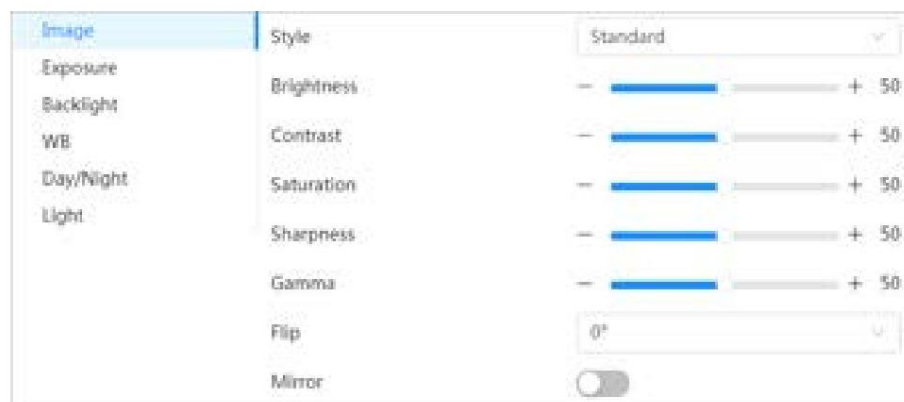 Image
Exposure
Backlight
WB
Day/Night
Light
Style Standard
Brightness - + 50
Contrast - + 50
Saturation - + 50
Sharpness - + 50
Gamma - + 50
Flip 0°
Mirror